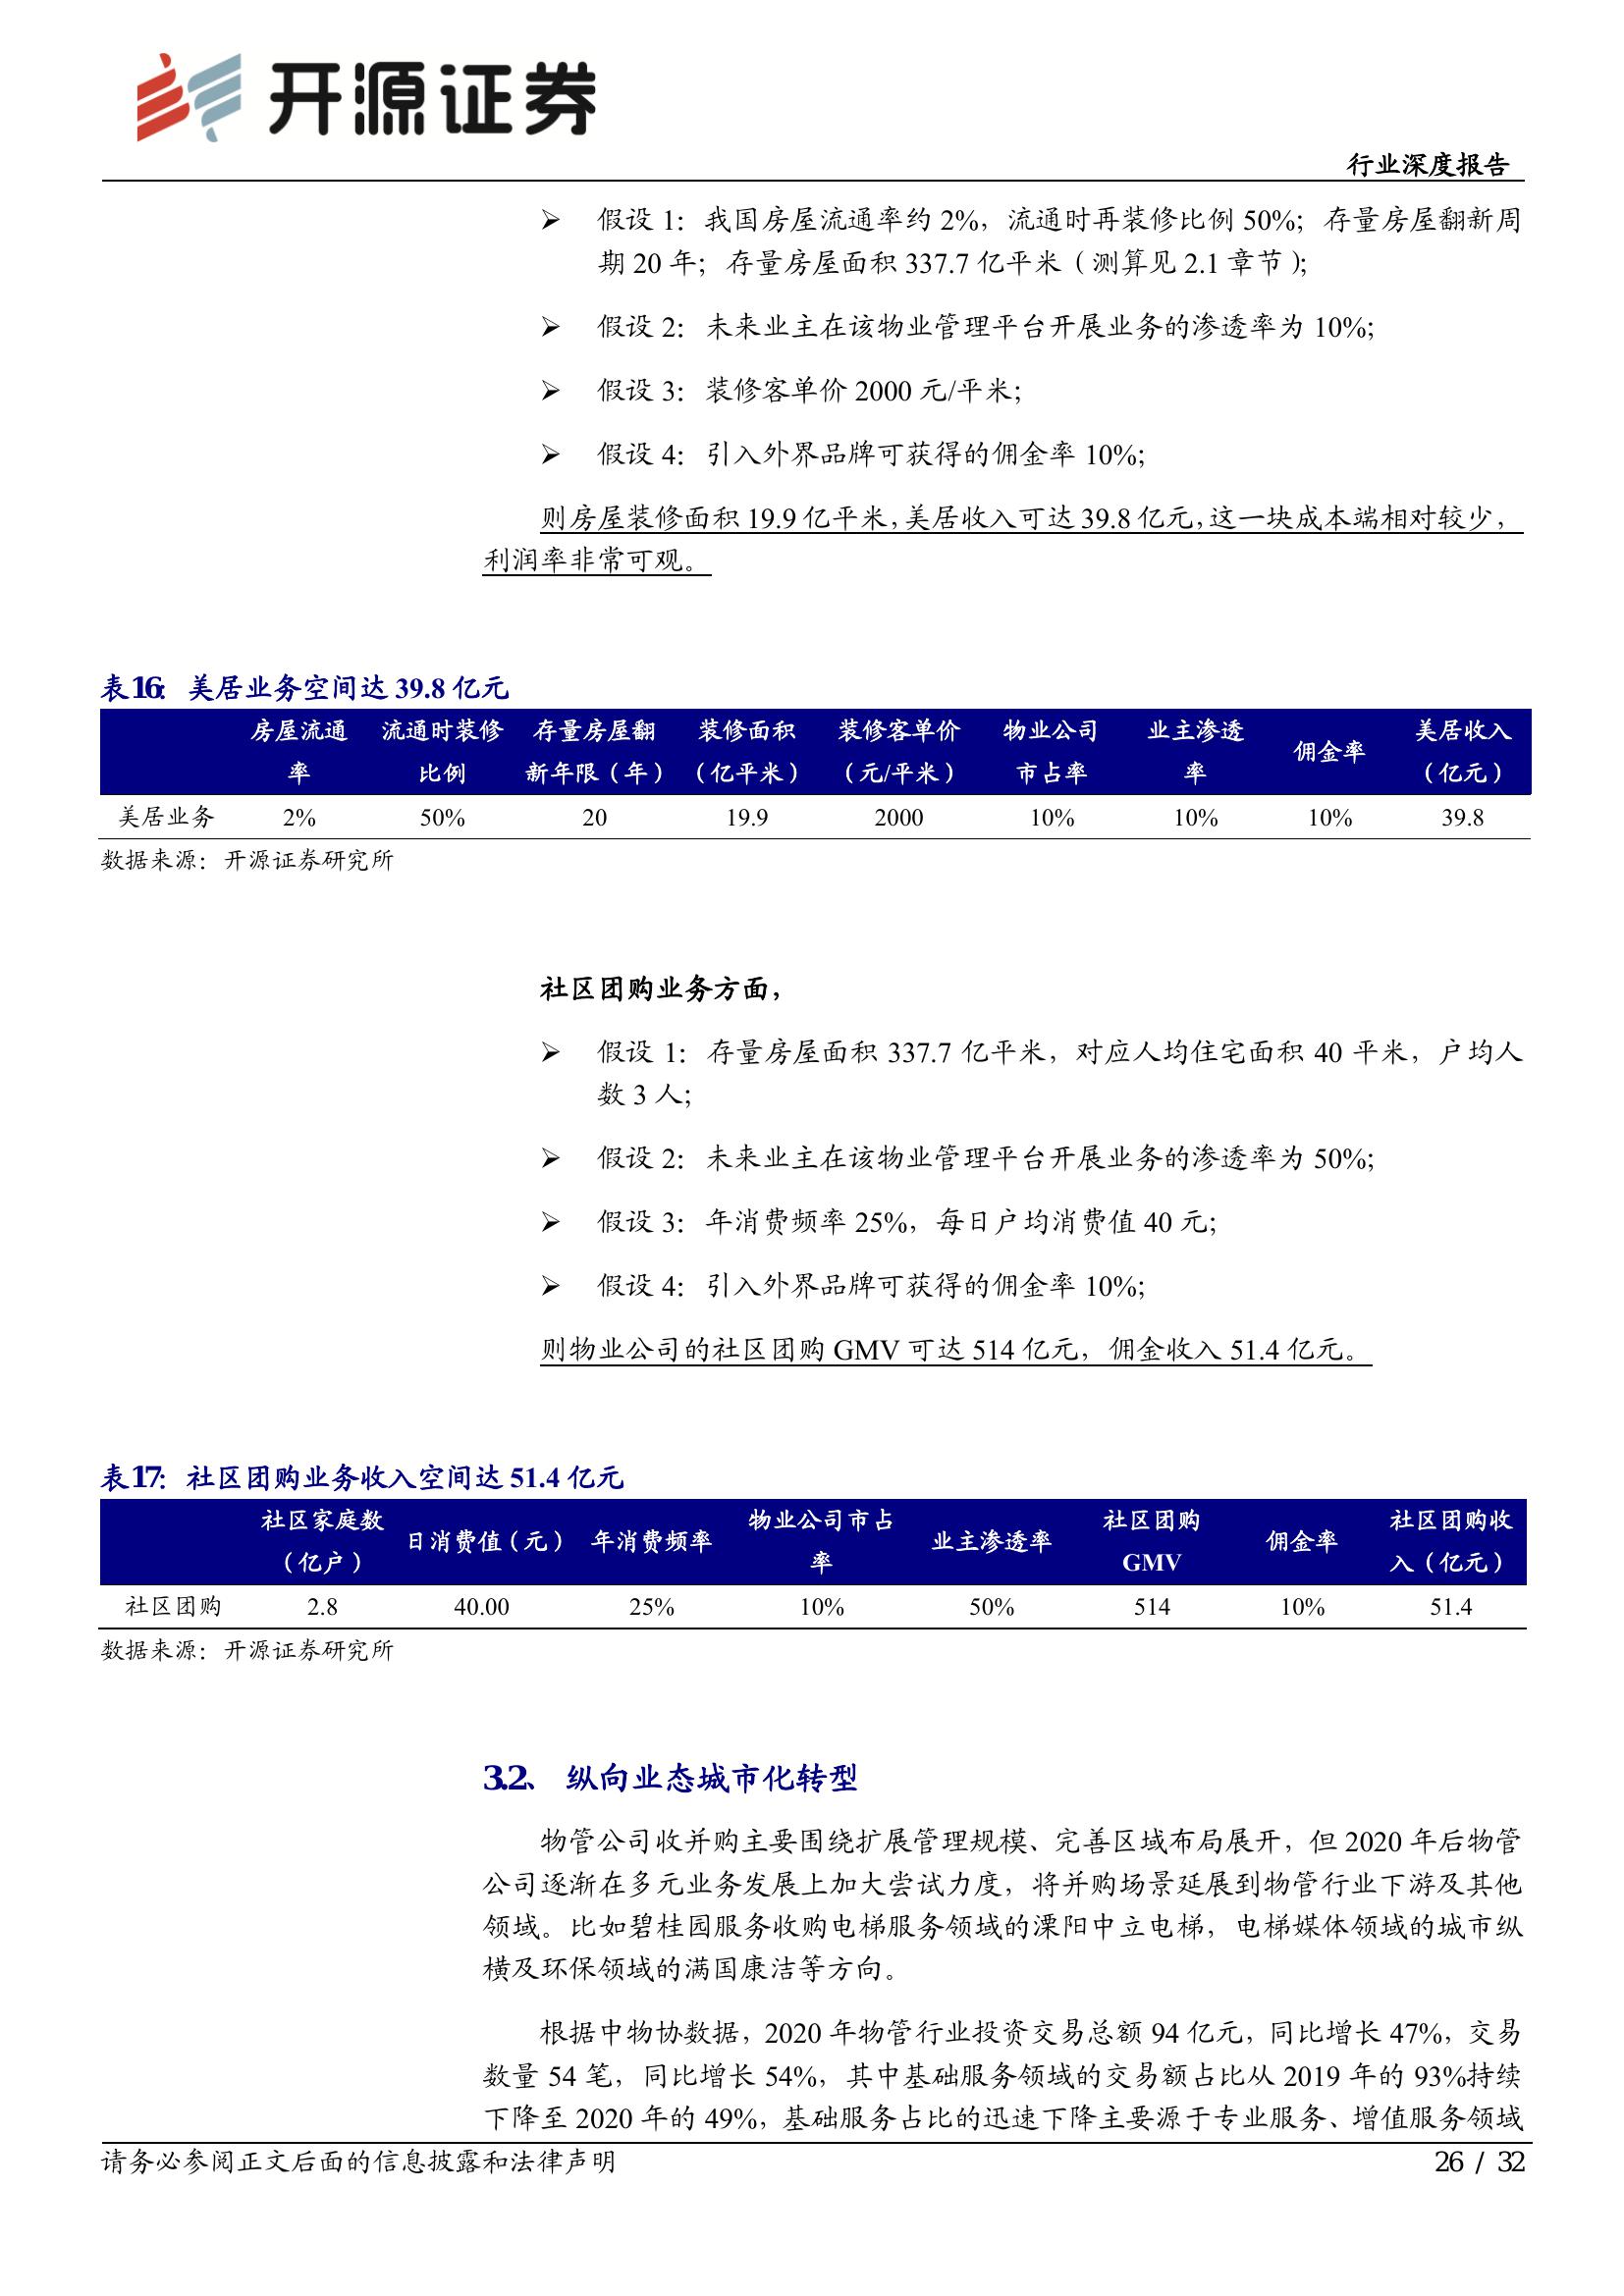 开源证券
行业深度报告
➢ 假设 1：我国房屋流通率约 2%，流通时再装修比例 50%；存量房屋翻新周
期 20 年；存量房屋面积 337.7 亿平米（测算见 2.1 章节）；
➢ 假设 2：未来业主在该物业管理平台开展业务的渗透率为 10%；
➢ 假设 3：装修客单价 2000 元/平米；
➢ 假设 4：引入外界品牌可获得的佣金率 10%；
则房屋装修面积 19.9 亿平米，美居收入可达 39.8 亿元，这一块成本端相对较少，
利润率非常可观。
表16：美居业务空间达 39.8 亿元
房屋流通率 流通时装修比例 存量房屋翻新年限（年） 装修面积（亿平米） 装修客单价（元/平米） 物业公司市占率 业主渗透率 佣金率 美居收入（亿元）
美居业务 2% 50% 20 19.9 2000 10% 10% 10% 39.8
数据来源：开源证券研究所
社区团购业务方面，
➢ 假设 1：存量房屋面积 337.7 亿平米，对应人均住宅面积 40 平米，户均人
数 3 人；
➢ 假设 2：未来业主在该物业管理平台开展业务的渗透率为 50%；
➢ 假设 3：年消费频率 25%，每日户均消费值 40 元；
➢ 假设 4：引入外界品牌可获得的佣金率 10%；
则物业公司的社区团购 GMV 可达 514 亿元，佣金收入 51.4 亿元。
表17：社区团购业务收入空间达 51.4 亿元
社区家庭数（亿户） 日消费值（元） 年消费频率 物业公司市占率 业主渗透率 社区团购GMV 佣金率 社区团购收入（亿元）
社区团购 2.8 40.00 25% 10% 50% 514 10% 51.4
数据来源：开源证券研究所
3.2、 纵向业态城市化转型
物管公司收并购主要围绕扩展管理规模、完善区域布局展开，但 2020 年后物管
公司逐渐在多元业务发展上加大尝试力度，将并购场景延展到物管行业下游及其他
领域。比如碧桂园服务收购电梯服务领域的溧阳中立电梯，电梯媒体领域的城市纵
横及环保领域的满国康洁等方向。
根据中物协数据，2020 年物管行业投资交易总额 94 亿元，同比增长 47%，交易
数量 54 笔，同比增长 54%，其中基础服务领域的交易额占比从 2019 年的 93%持续
下降至 2020 年的 49%，基础服务占比的迅速下降主要源于专业服务、增值服务领域
请务必参阅正文后面的信息披露和法律声明
26 / 32